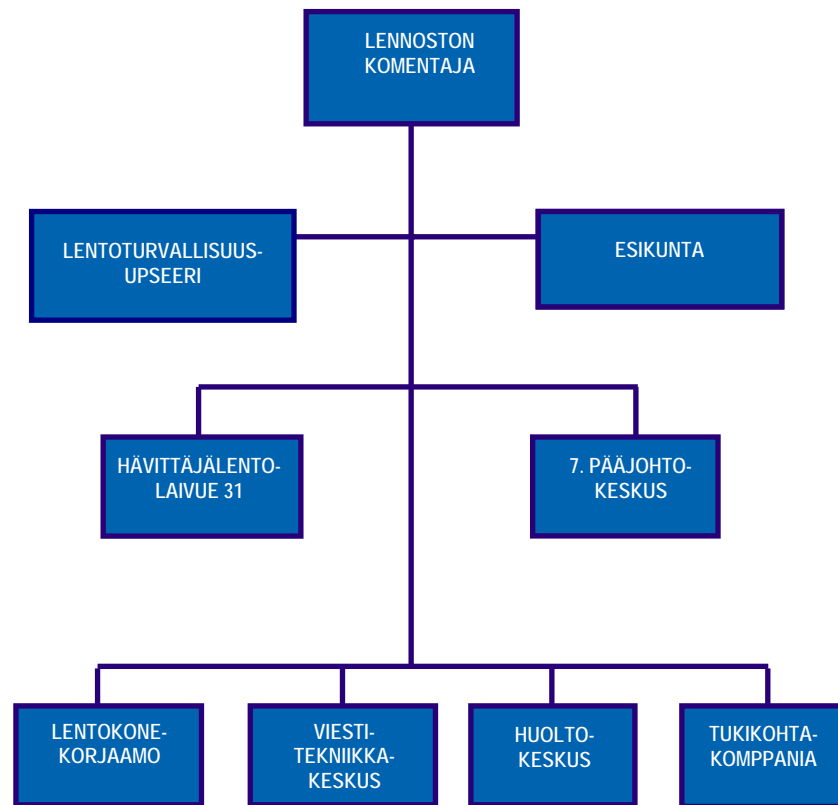 LENNOSTON
KOMENTAJA
LENTOTURVALLISUUS-
UPSEERI
ESIKUNTA
HÄVITTÄJÄLENTO-
LAIVUE 31
7. PÄÄJOHTO-
KESKUS
LENTOKONE-
KORJAAMO
VIESTI-
TEKNIIKKA-
KESKUS
HUOLTO-
KESKUS
TUKIKOHTA-
KOMPPANIA